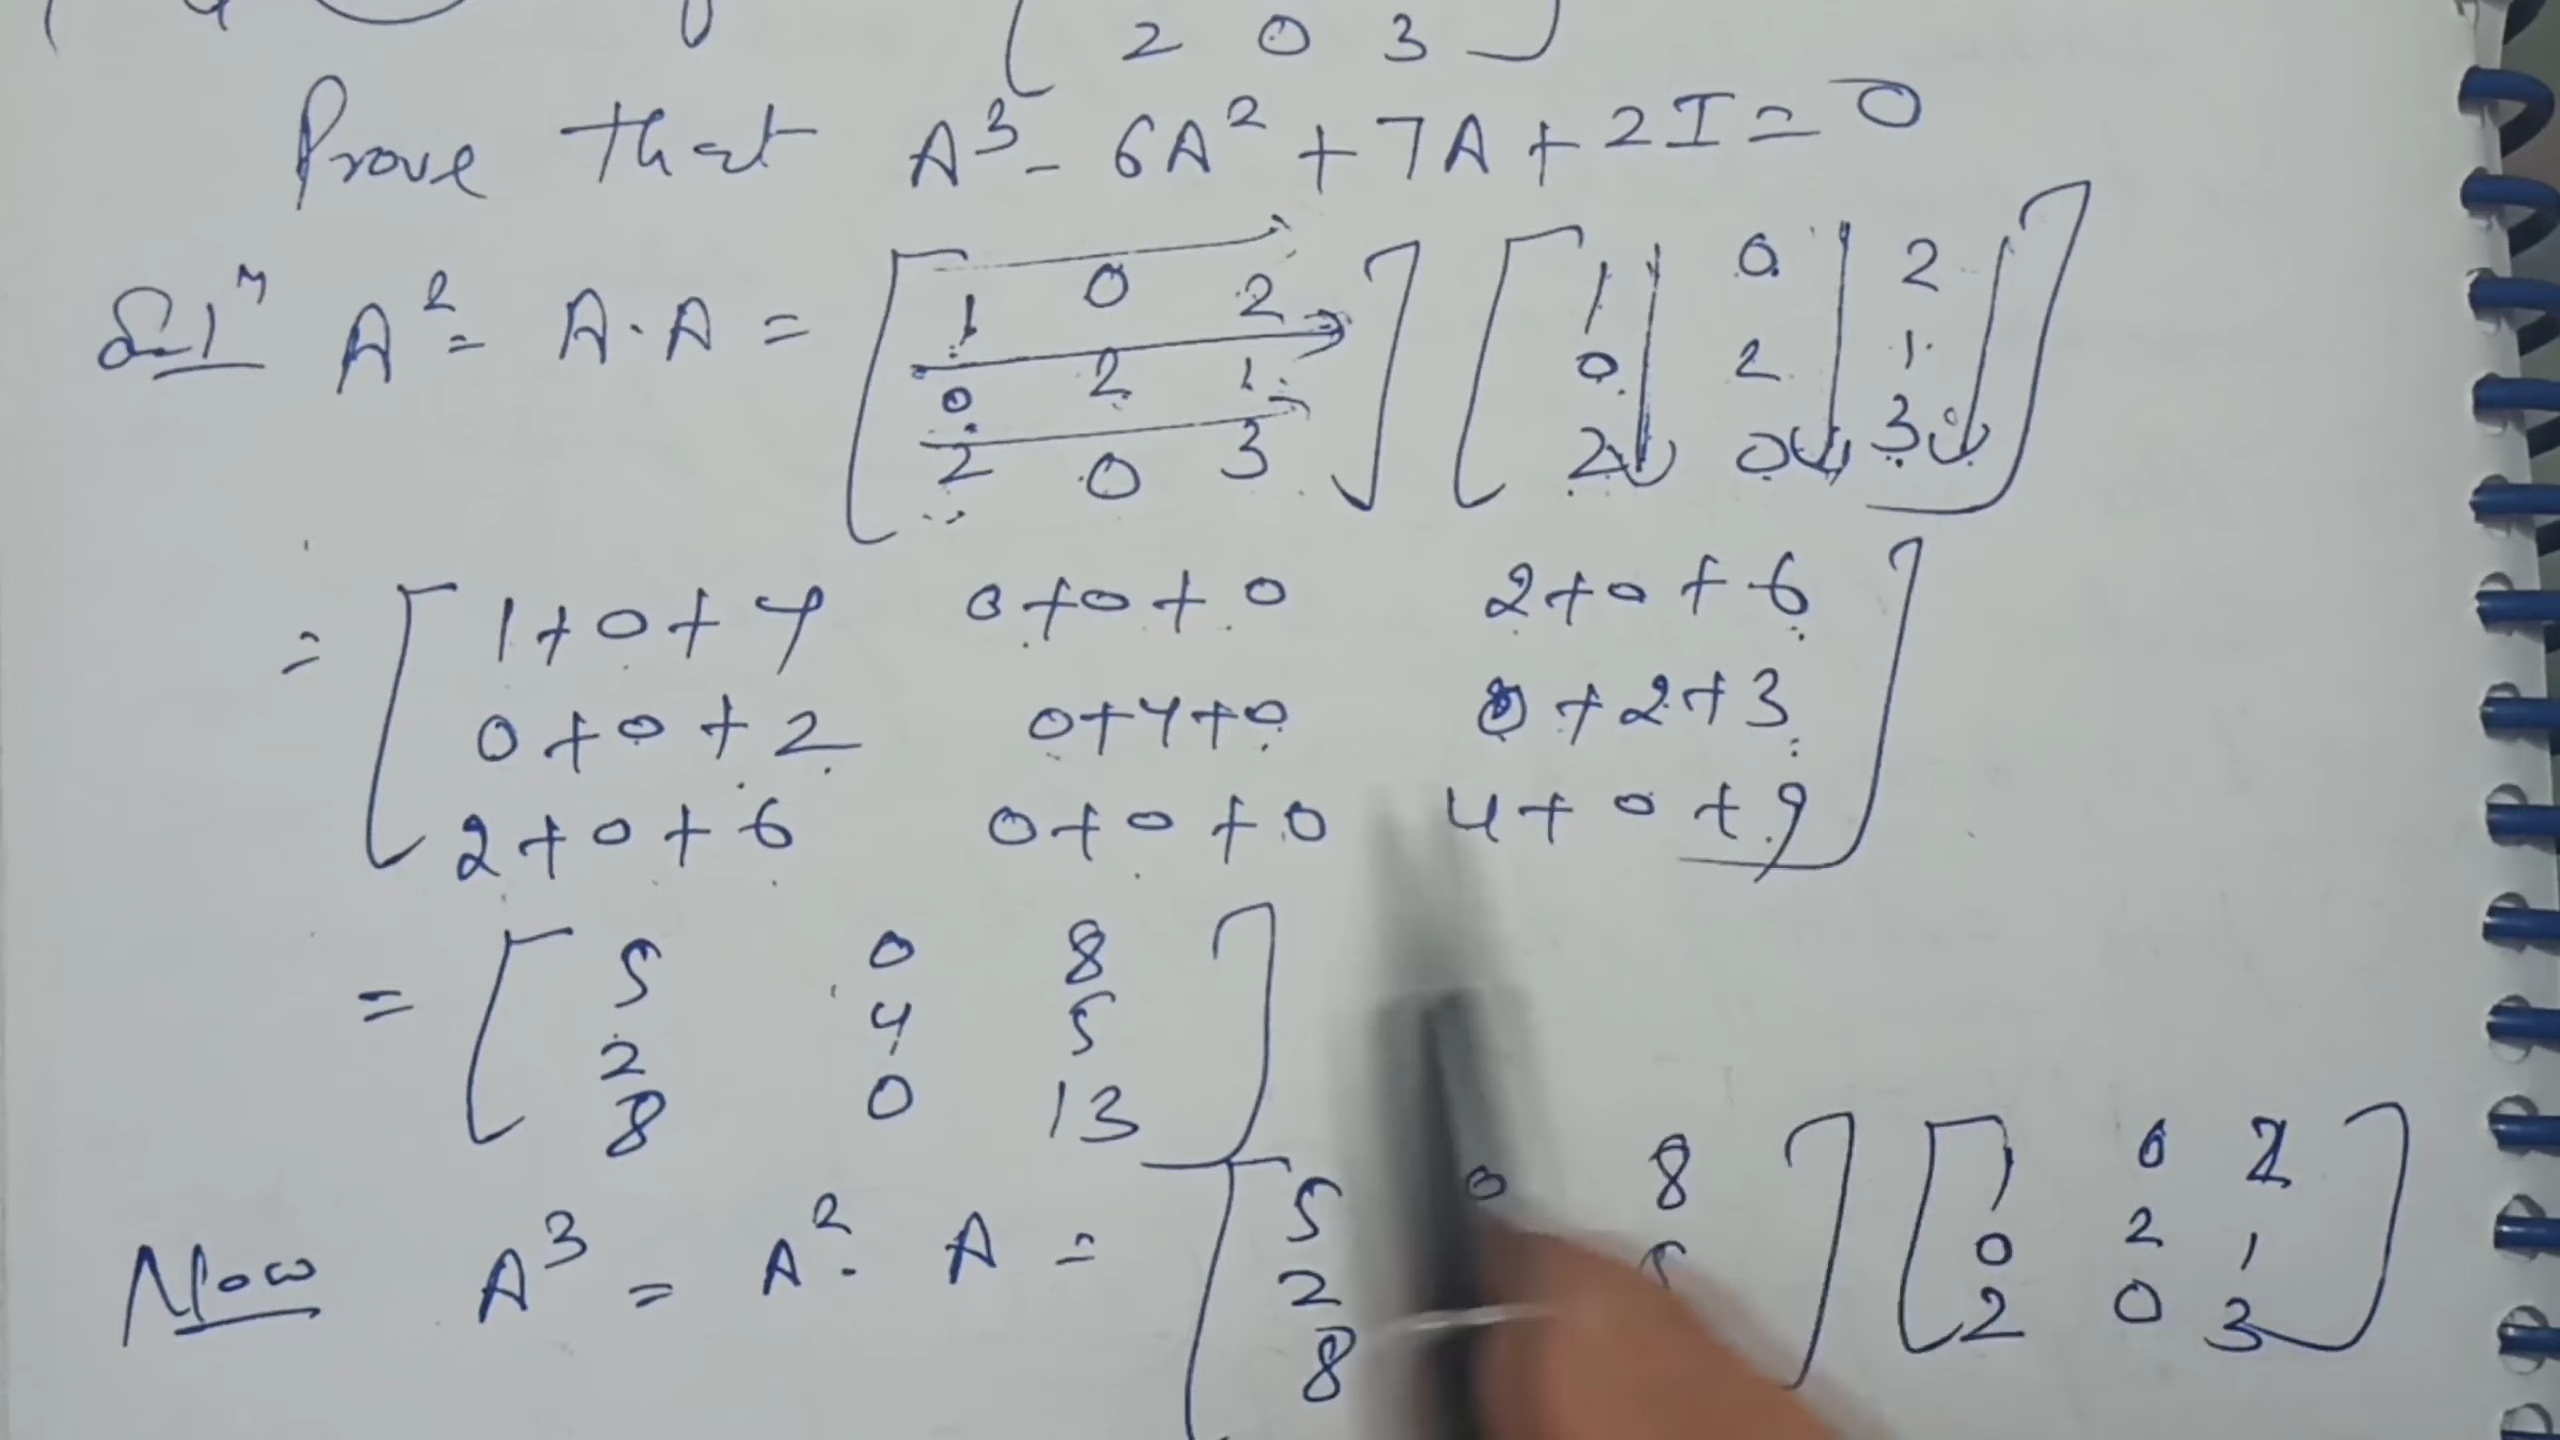 2 0 3
Prove that A³ - 6A² + 7A + 2I = 0
Solⁿ A² = A·A = [1 0 2] [1 0 2]
0 2 1 0 2 1
2 0 3 2 0 3
= [1+0+4 0+0+0 2+0+6]
0+0+2 0+4+0 0+2+3
2+0+6 0+0+0 4+0+9
= [5 0 8]
2 4 5
8 0 13
Now A³ = A². A = [5 0 8] [1 0 2]
2 5 0 2 1
8 2 0 3